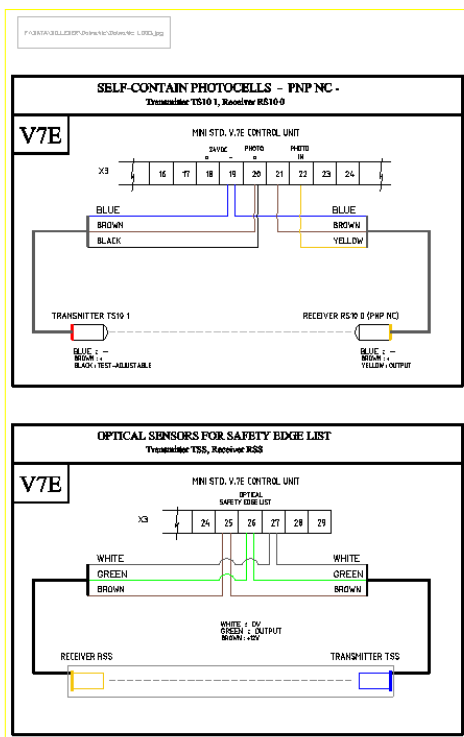 SELF-CONTAIN PHOTOCELLS - PNP NC -
Transmitter TS10 1, Receiver RS10 0
V7E
MINI STD. V.7E CONTROL UNIT
24VDC PHOTO PHOTO
IN
X3 16 17 18 19 20 21 22 23 24
BLUE BLUE
BROWN BROWN
BLACK YELLOW
TRANSMITTER TS10 1 RECEIVER RS10 0 (PNP NC)
BLUE : - BLUE : -
BROWN : + BROWN : +
BLACK : TEST-ADJUSTABLE YELLOW : OUTPUT
OPTICAL SENSORS FOR SAFETY EDGE LIST
Transmitter TSS, Receiver RSS
V7E
MINI STD. V.7E CONTROL UNIT
OPTICAL
SAFETY EDGE LIST
X3 24 25 26 27 28 29
WHITE WHITE
GREEN GREEN
BROWN BROWN
WHITE : 0V
GREEN : OUTPUT
BROWN : +12V
RECEIVER RSS TRANSMITTER TSS